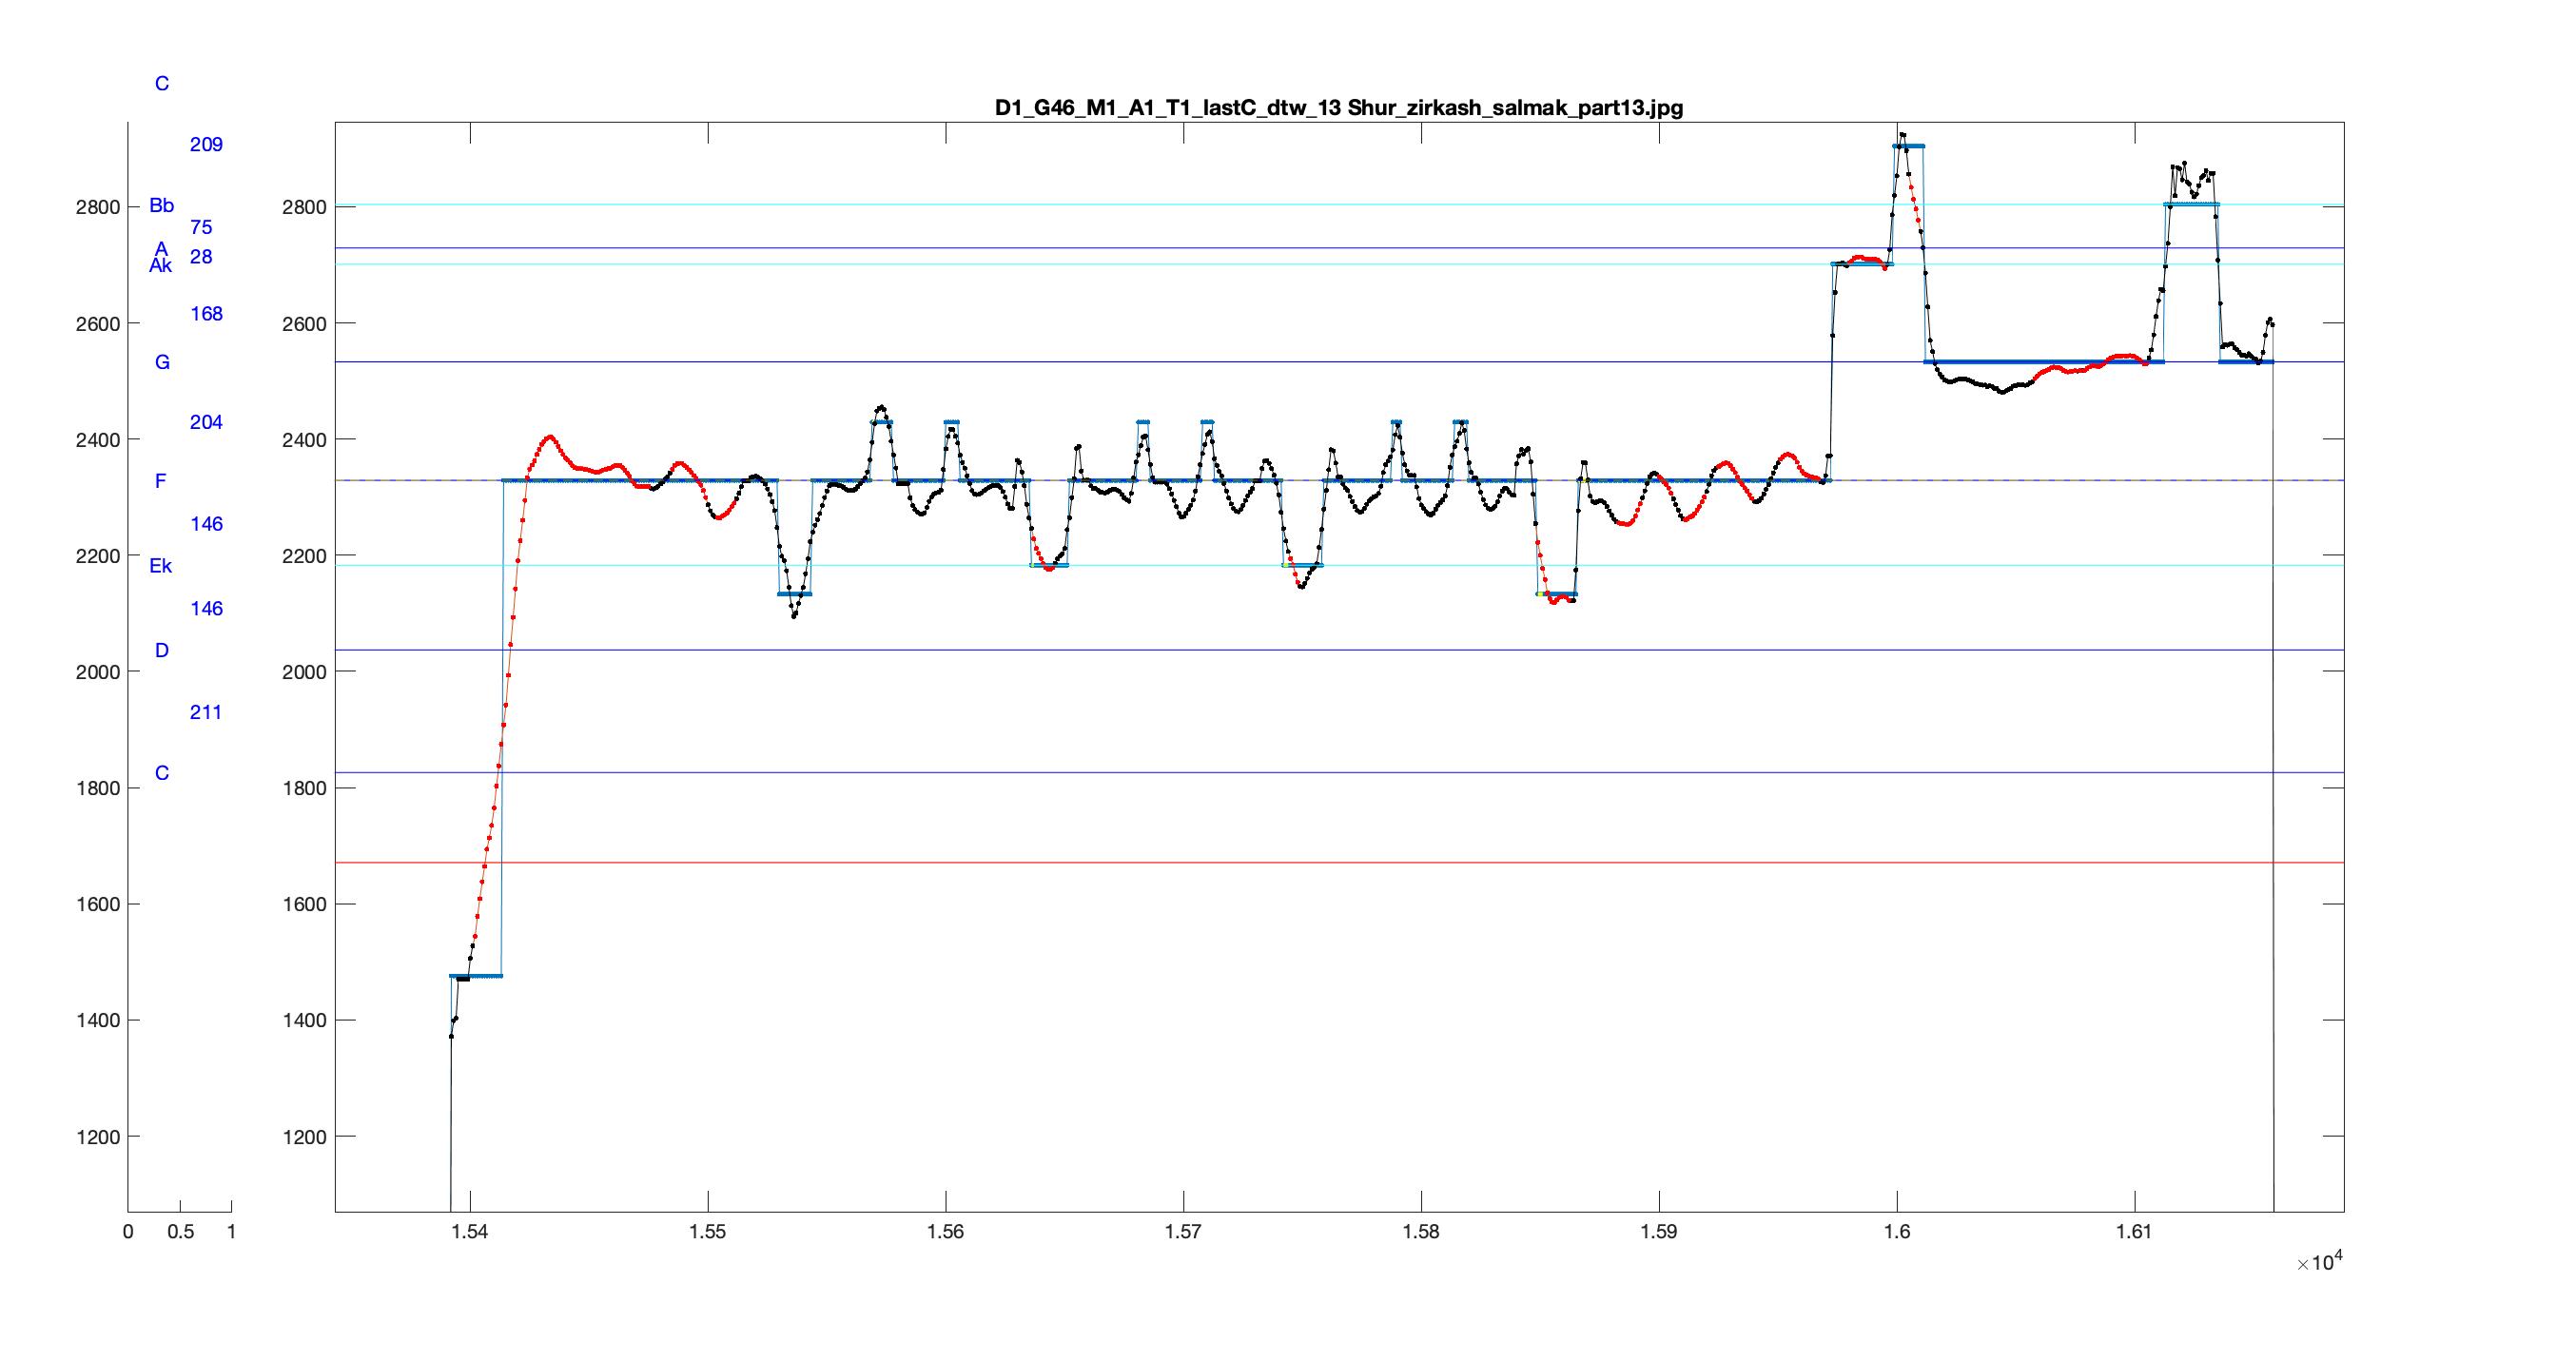 D1_G46_M1_A1_T1_lastC_dtw_13 Shur_zirkash_salmak_part13.jpg
C
209
Bb
75
A
28
Ak
168
G
204
F
146
Ek
146
D
211
C
2800
2600
2400
2200
2000
1800
1600
1400
1200
0 0.5 1
2800
2600
2400
2200
2000
1800
1600
1400
1200
1.54 1.55 1.56 1.57 1.58 1.59 1.6 1.61
×10⁴